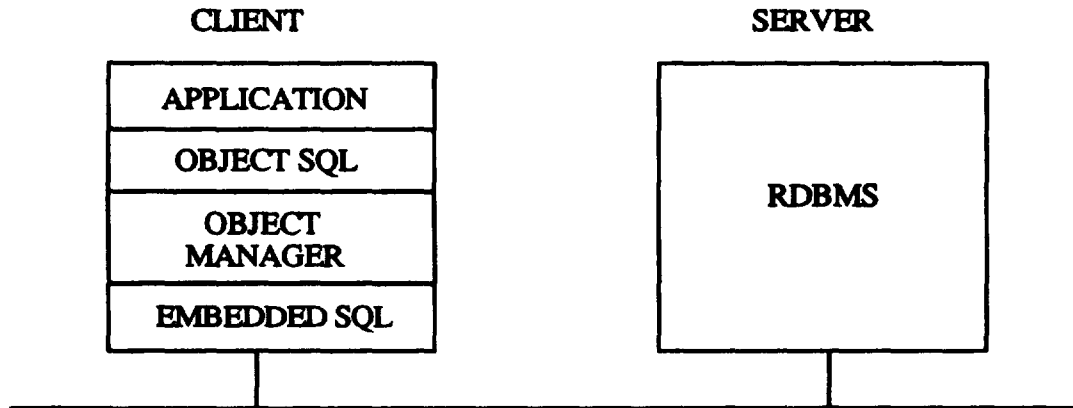 CLIENT
APPLICATION
OBJECT SQL
OBJECT
MANAGER
EMBEDDED SQL
SERVER
RDBMS